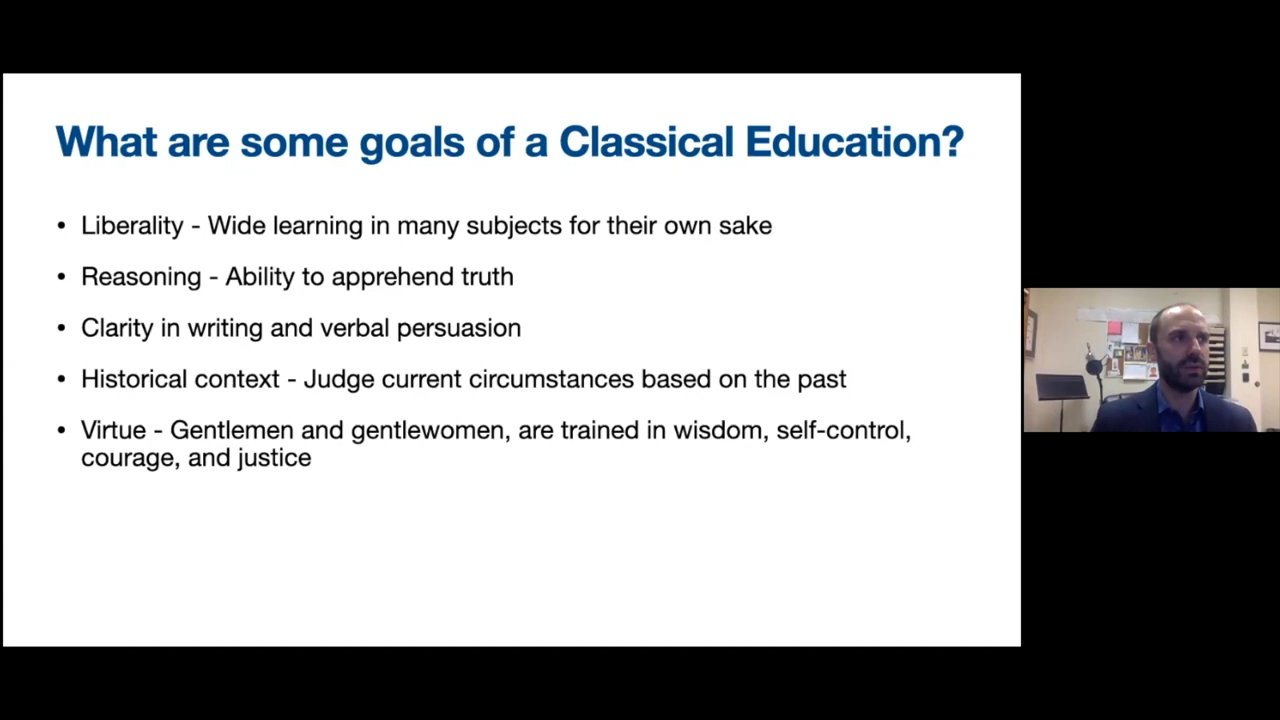 What are some goals of a Classical Education?
• Liberality - Wide learning in many subjects for their own sake
• Reasoning - Ability to apprehend truth
• Clarity in writing and verbal persuasion
• Historical context - Judge current circumstances based on the past
• Virtue - Gentlemen and gentlewomen, are trained in wisdom, self-control,
courage, and justice